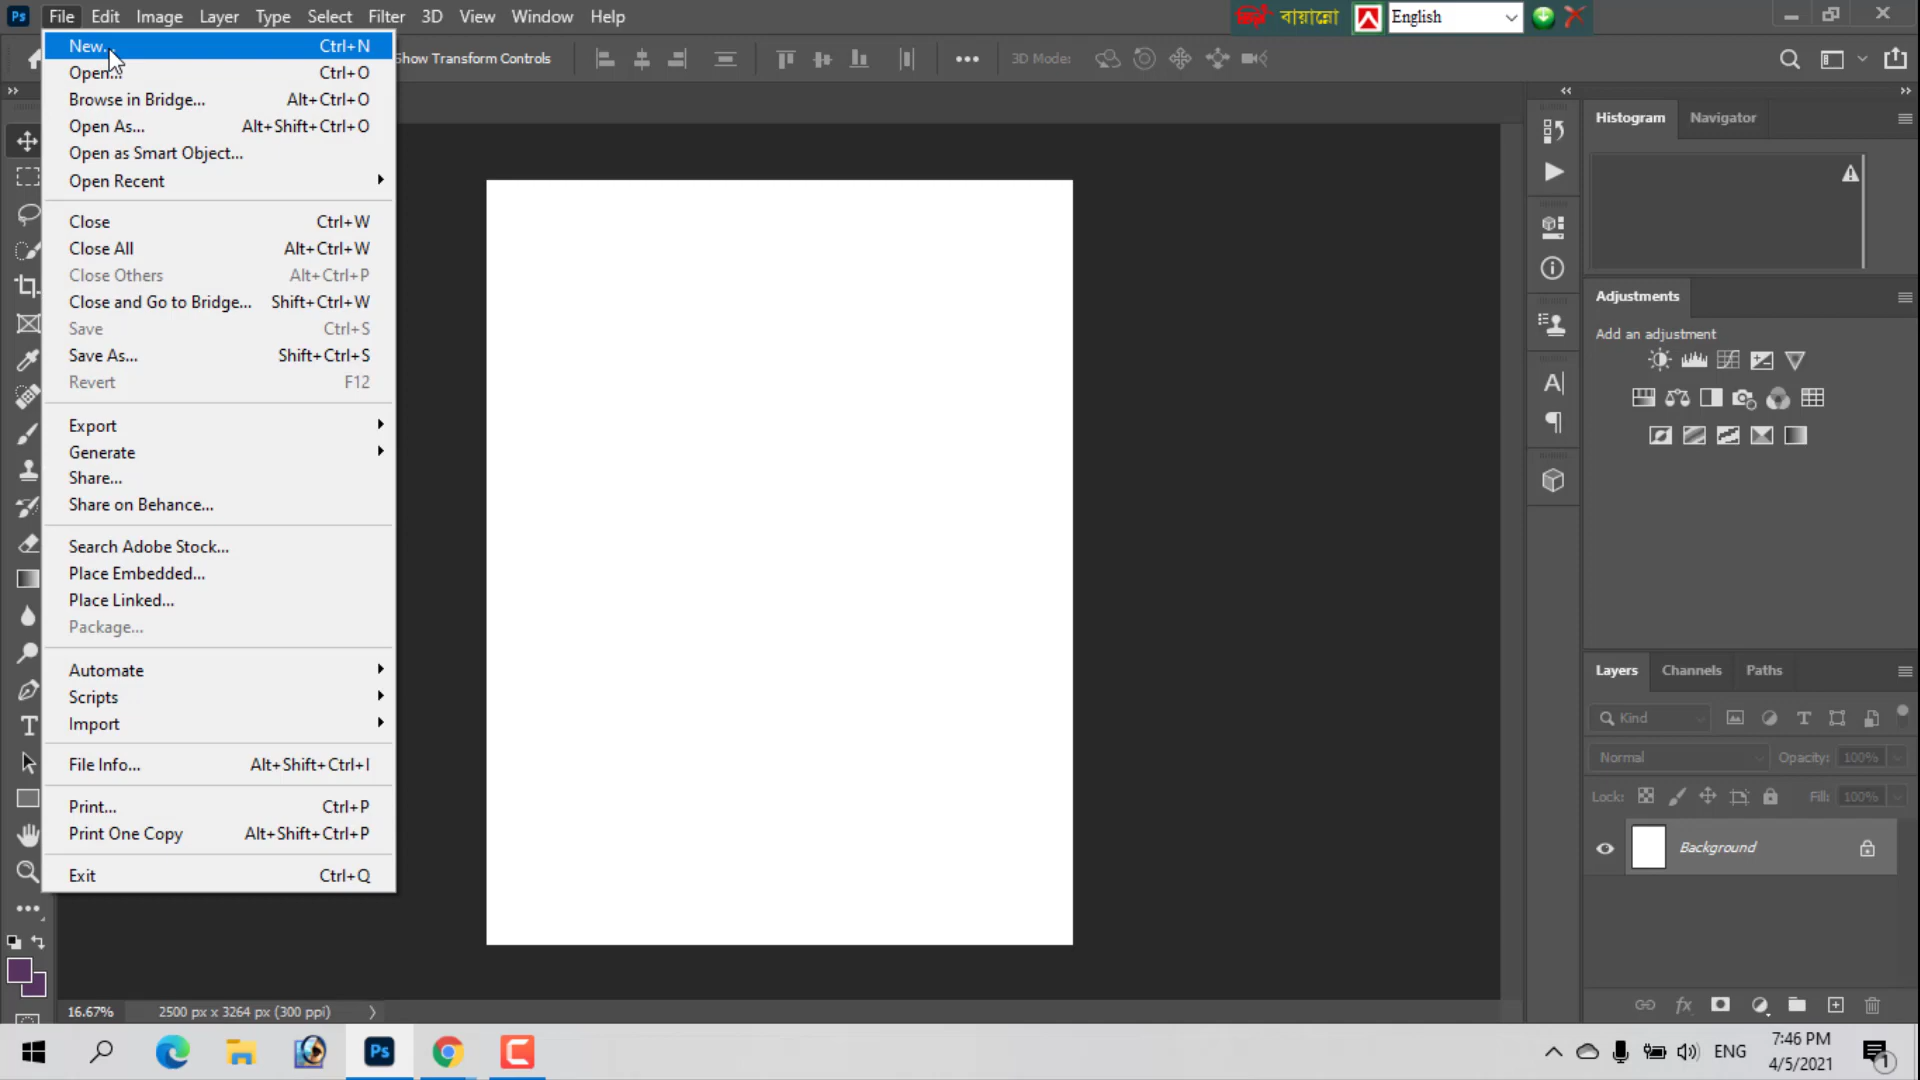 Ps File Edit Image Layer Type Select Filter 3D View Window Help
বায়ান্নো English
Show Transform Controls 3D Mode:
New... Ctrl+N
Open... Ctrl+O
Browse in Bridge... Alt+Ctrl+O
Open As... Alt+Shift+Ctrl+O
Open as Smart Object...
Open Recent
Close Ctrl+W
Close All Alt+Ctrl+W
Close Others Alt+Ctrl+P
Close and Go to Bridge... Shift+Ctrl+W
Save Ctrl+S
Save As... Shift+Ctrl+S
Revert F12
Export
Generate
Share...
Share on Behance...
Search Adobe Stock...
Place Embedded...
Place Linked...
Package...
Automate
Scripts
Import
File Info... Alt+Shift+Ctrl+I
Print... Ctrl+P
Print One Copy Alt+Shift+Ctrl+P
Exit Ctrl+Q
Histogram Navigator
Adjustments
Add an adjustment
Layers Channels Paths
Kind
Normal Opacity: 100%
Lock: Fill: 100%
Background
16.67% 2500 px x 3264 px (300 ppi)
Ps
ENG
7:46 PM
4/5/2021
1